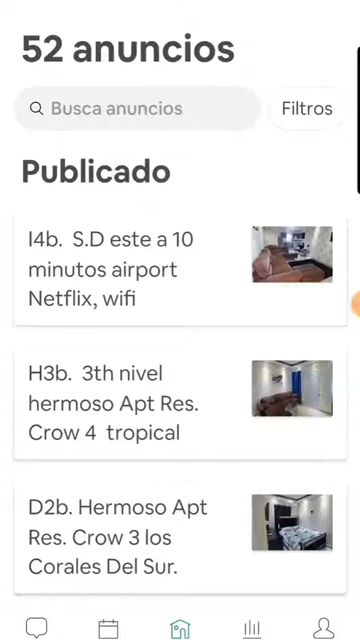 52 anuncios
Busca anuncios
Filtros
Publicado
I4b. S.D este a 10
minutos airport
Netflix, wifi
H3b. 3th nivel
hermoso Apt Res.
Crow 4 tropical
D2b. Hermoso Apt
Res. Crow 3 los
Corales Del Sur.